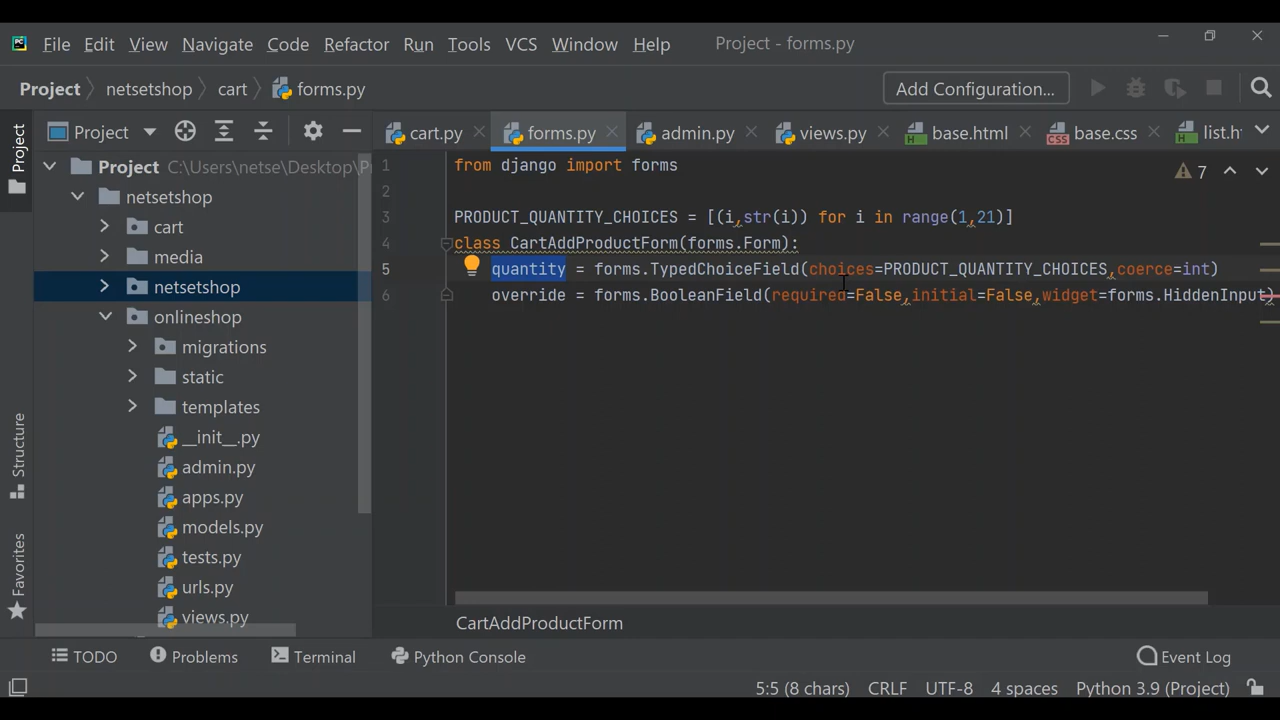 File Edit View Navigate Code Refactor Run Tools VCS Window Help Project - forms.py
Project netsetshop cart forms.py Add Configuration...
Project
Project cart.py forms.py admin.py views.py base.html base.css list.h
Project C:\Users\netse\Desktop\P
netsetshop
cart
media
netsetshop
onlineshop
migrations
static
templates
__init__.py
admin.py
apps.py
models.py
tests.py
urls.py
views.py
1 from django import forms
2
3 PRODUCT_QUANTITY_CHOICES = [(i,str(i)) for i in range(1,21)]
4 class CartAddProductForm(forms.Form):
5 quantity = forms.TypedChoiceField(choices=PRODUCT_QUANTITY_CHOICES,coerce=int)
6 override = forms.BooleanField(required=False,initial=False,widget=forms.HiddenInput)
7
Structure
Favorites
CartAddProductForm
TODO Problems Terminal Python Console Event Log
5:5 (8 chars) CRLF UTF-8 4 spaces Python 3.9 (Project)